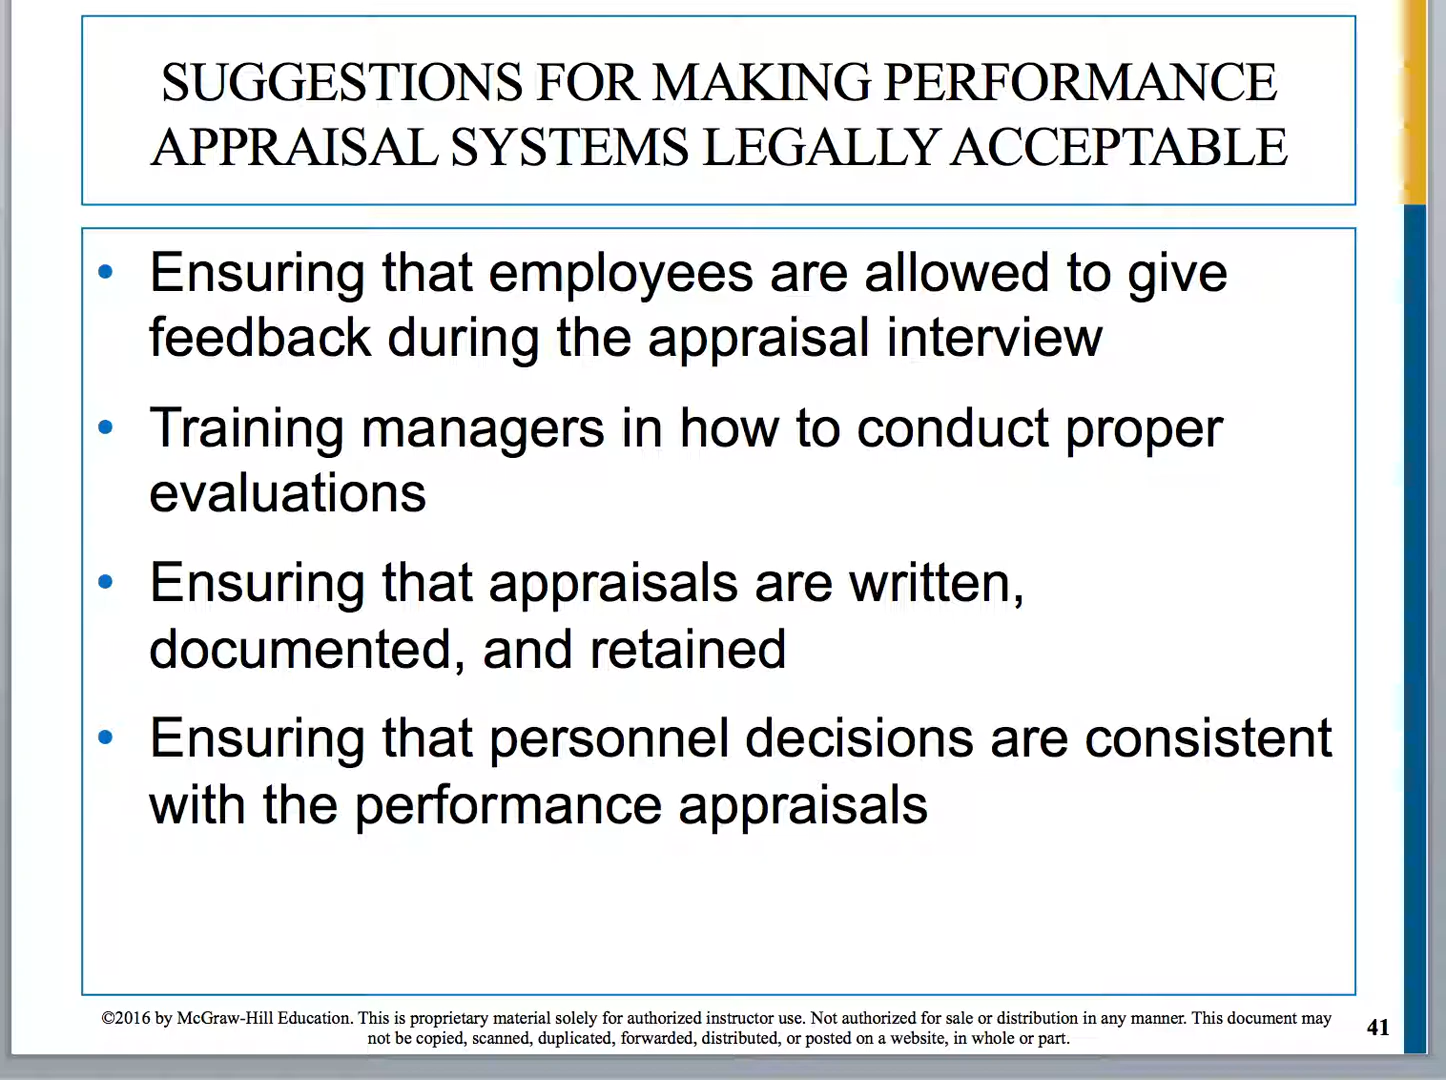 SUGGESTIONS FOR MAKING PERFORMANCE
APPRAISAL SYSTEMS LEGALLY ACCEPTABLE
• Ensuring that employees are allowed to give
feedback during the appraisal interview
• Training managers in how to conduct proper
evaluations
• Ensuring that appraisals are written,
documented, and retained
• Ensuring that personnel decisions are consistent
with the performance appraisals
©2016 by McGraw-Hill Education. This is proprietary material solely for authorized instructor use. Not authorized for sale or distribution in any manner. This document may
not be copied, scanned, duplicated, forwarded, distributed, or posted on a website, in whole or part.
41